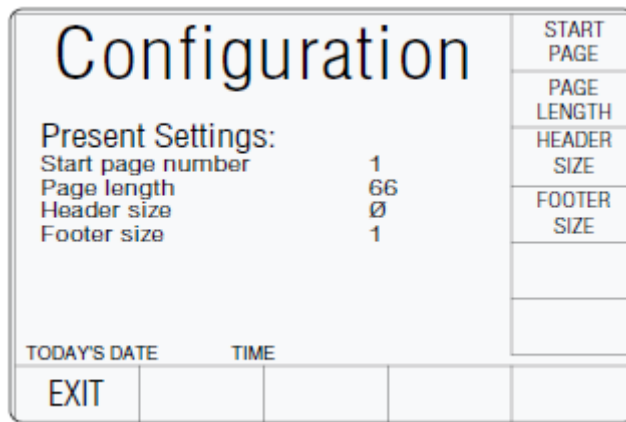 Configuration
Present Settings:
Start page number 1
Page length 66
Header size Ø
Footer size 1
TODAY'S DATE TIME
START
PAGE
PAGE
LENGTH
HEADER
SIZE
FOOTER
SIZE
EXIT